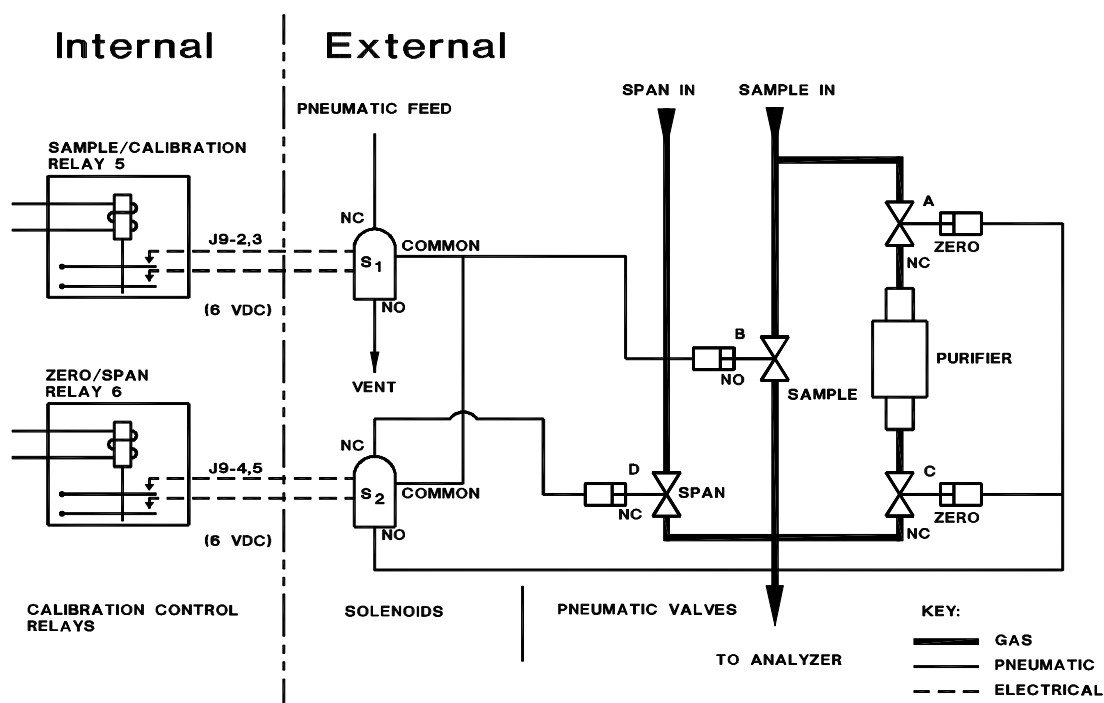 Internal
External
SPAN IN
SAMPLE IN
PNEUMATIC FEED
SAMPLE/CALIBRATION
RELAY 5
NC
A
J9-2,3
COMMON
S1
ZERO
NC
NO
(6 VDC)
B
PURIFIER
VENT
NO
SAMPLE
ZERO/SPAN
RELAY 6
NC
J9-4,5
D
C
S2
COMMON
SPAN
NC
ZERO
NO
NC
(6 VDC)
CALIBRATION CONTROL
RELAYS
SOLENOIDS
PNEUMATIC VALVES
KEY:
GAS
TO ANALYZER
PNEUMATIC
ELECTRICAL